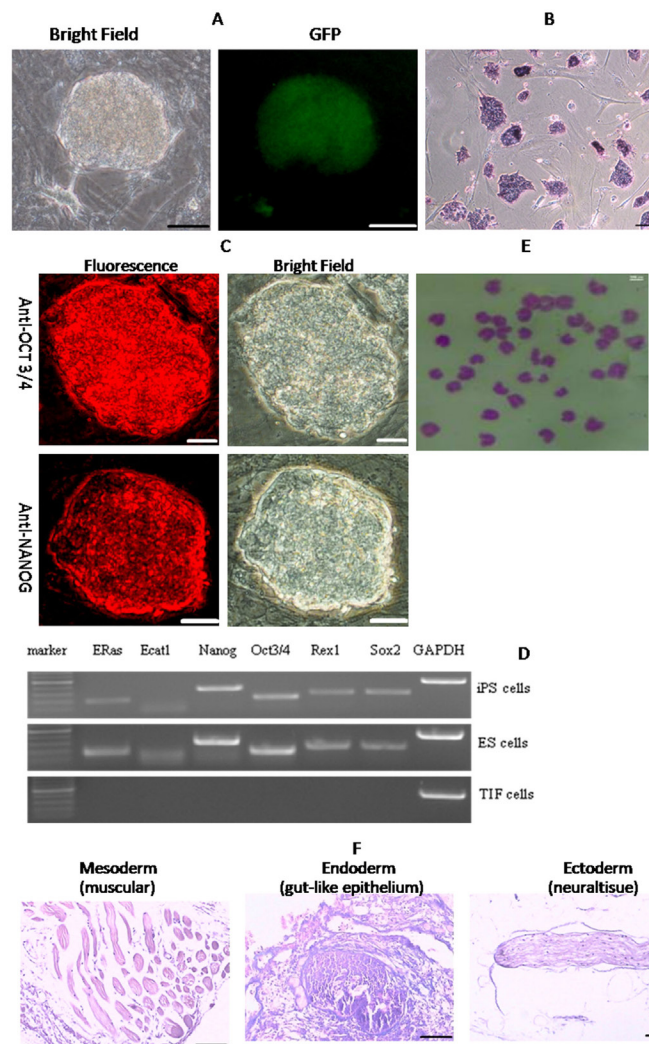 A
B
Bright Field
GFP
C
E
Fluorescence
Bright Field
Anti-OCT 3/4
Anti-NANOG
marker
ERas
Ecat1
Nanog
Oct3/4
Rex1
Sox2
GAPDH
D
iPS cells
ES cells
TIF cells
F
Mesoderm
(muscular)
Endoderm
(gut-like epithelium)
Ectoderm
(neuraltisue)